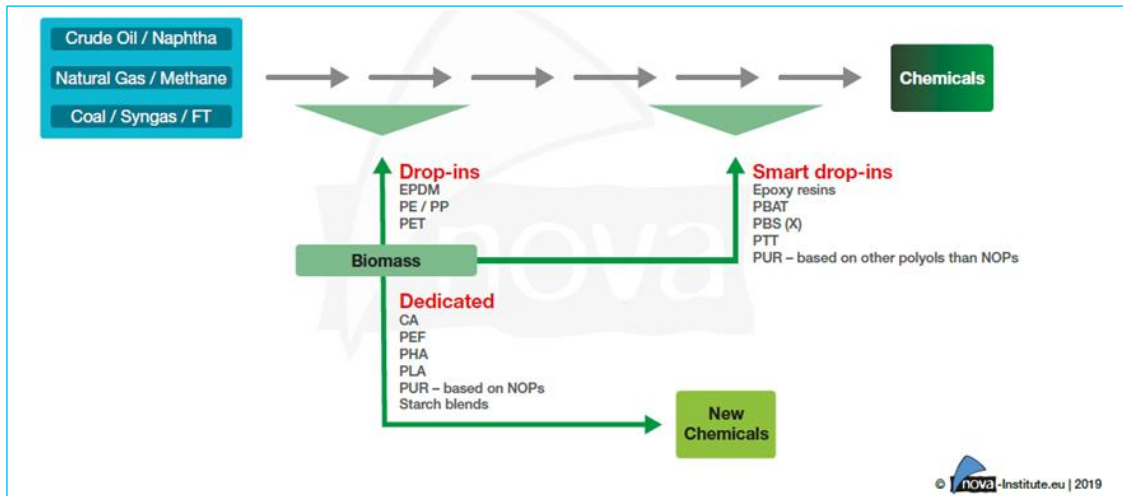 Crude Oil / Naphtha
Natural Gas / Methane
Coal / Syngas / FT
Chemicals
Drop-ins
EPDM
PE / PP
PET
Smart drop-ins
Epoxy resins
PBAT
PBS (X)
PTT
PUR – based on other polyols than NOPs
Biomass
nova
Dedicated
CA
PEF
PHA
PLA
PUR – based on NOPs
Starch blends
New
Chemicals
© nova-Institute.eu | 2019